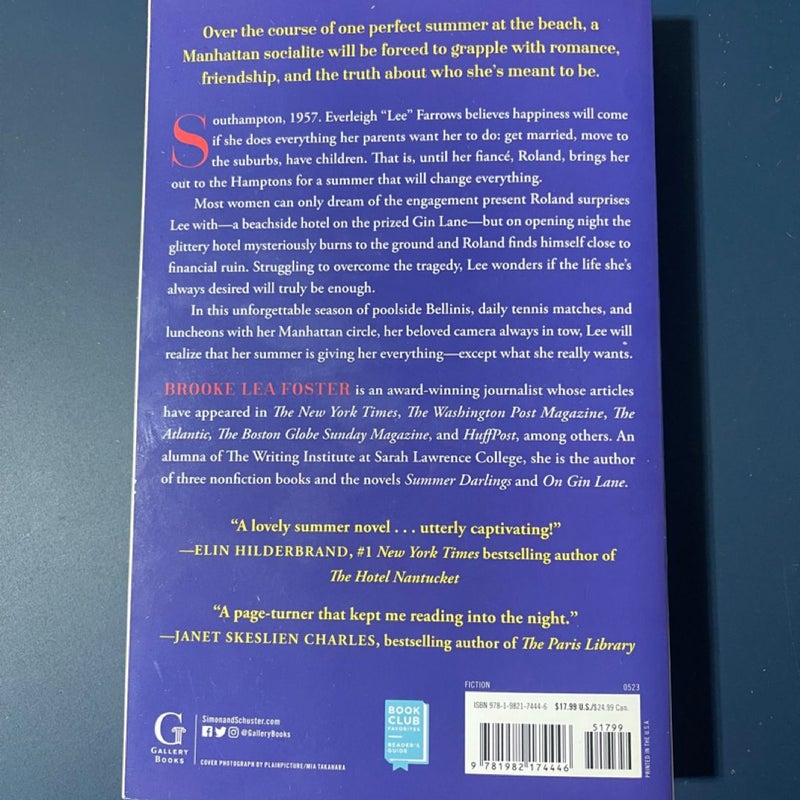 Over the course of one perfect summer at the beach, a
Manhattan socialite will be forced to grapple with romance,
friendship, and the truth about who she's meant to be.
Southampton, 1957. Everleigh “Lee” Farrows believes happiness will come
if she does everything her parents want her to do: get married, move to
the suburbs, have children. That is, until her fiancé, Roland, brings her
out to the Hamptons for a summer that will change everything.
Most women can only dream of the engagement present Roland surprises
Lee with—a beachside hotel on the prized Gin Lane—but on opening night the
glittery hotel mysteriously burns to the ground and Roland finds himself close to
financial ruin. Struggling to overcome the tragedy, Lee wonders if the life she's
always desired will truly be enough.
In this unforgettable season of poolside Bellinis, daily tennis matches, and
luncheons with her Manhattan circle, her beloved camera always in tow, Lee will
realize that her summer is giving her everything—except what she really wants.
BROOKE LEA FOSTER is an award-winning journalist whose articles
have appeared in The New York Times, The Washington Post Magazine, The
Atlantic, The Boston Globe Sunday Magazine, and HuffPost, among others. An
alumna of The Writing Institute at Sarah Lawrence College, she is the author
of three nonfiction books and the novels Summer Darlings and On Gin Lane.
“A lovely summer novel . . . utterly captivating!”
—ELIN HILDERBRAND, #1 New York Times bestselling author of
The Hotel Nantucket
“A page-turner that kept me reading into the night.”
—JANET SKESLIEN CHARLES, bestselling author of The Paris Library
G
GALLERY
BOOKS
SimonandSchuster.com
@GalleryBooks
COVER PHOTOGRAPH BY PLAINPICTURE/MIA TAKAHARA
BOOK
CLUB
FAVORITES
READER'S
GUIDE
FICTION 0523
ISBN 978-1-9821-7444-6 $17.99 U.S./$24.99 Can.
51799
9 781982 174446
PRINTED IN THE U.S.A